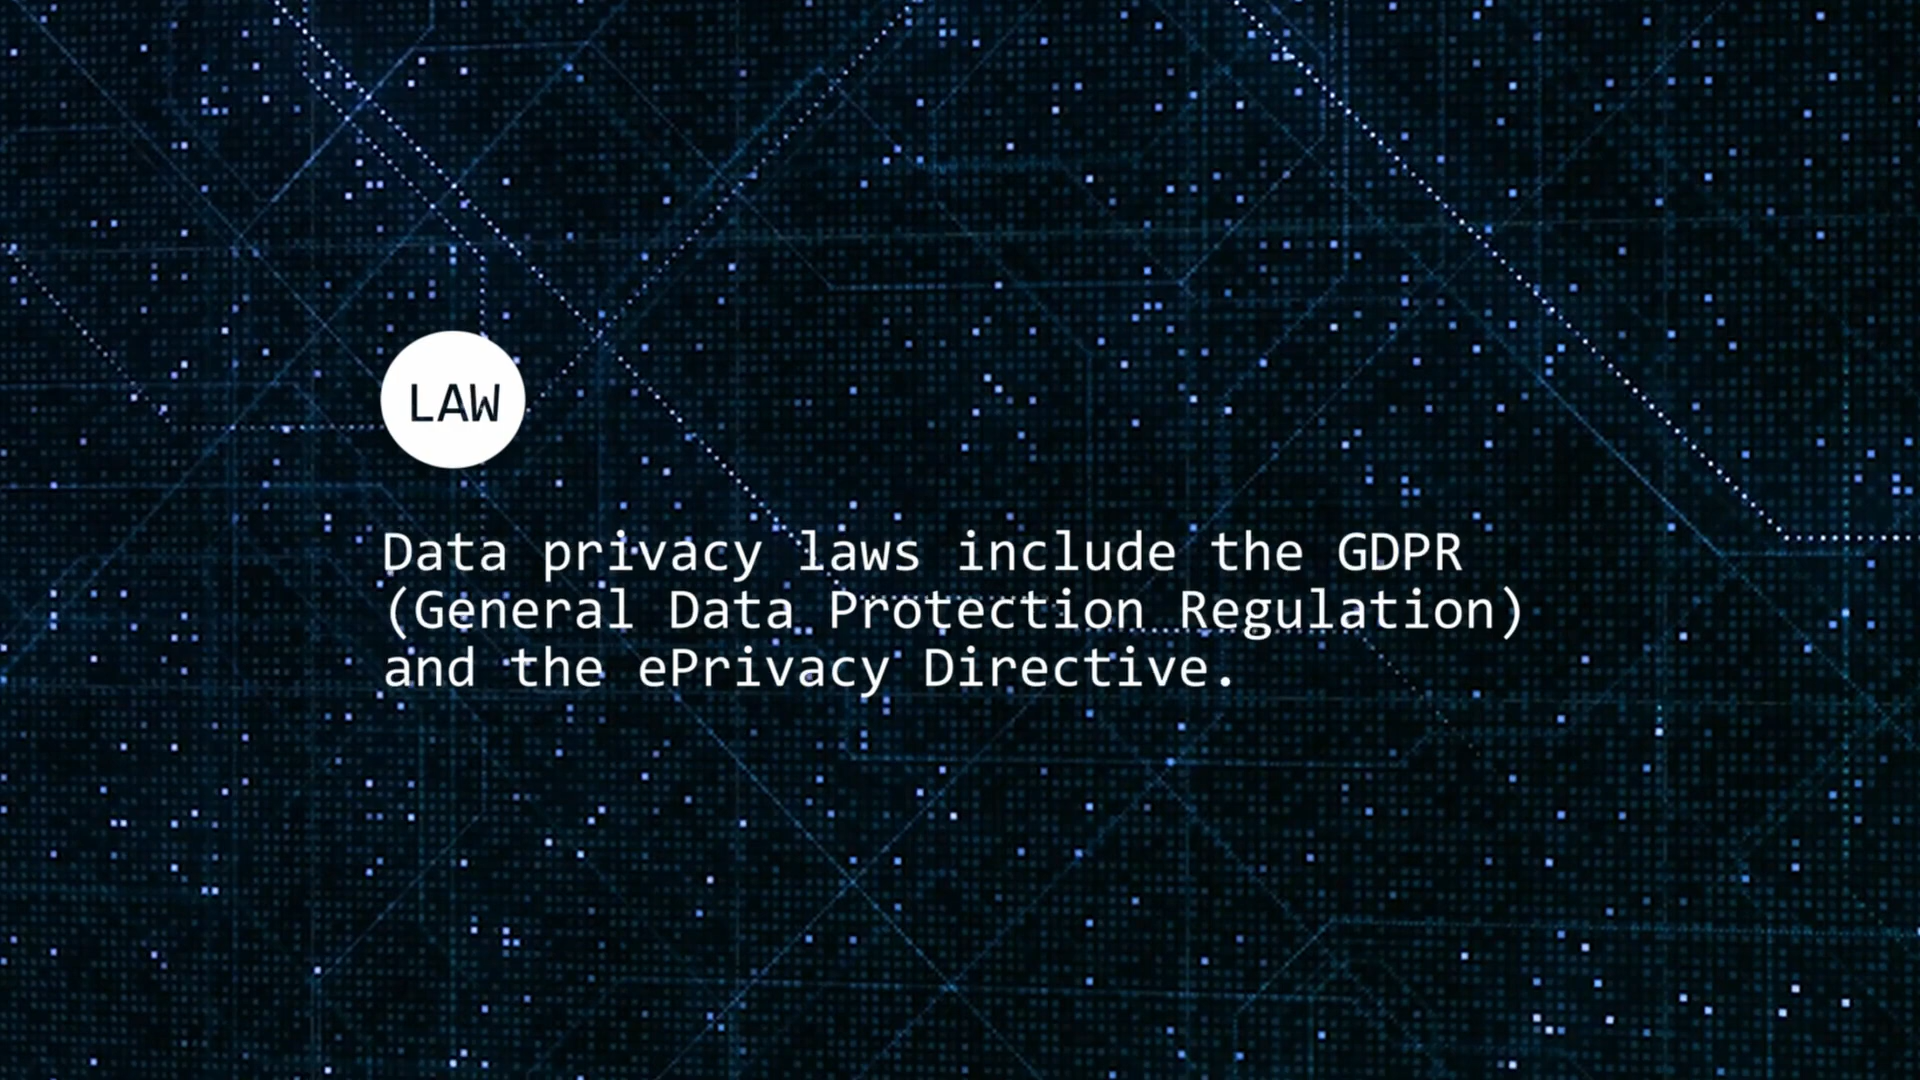 LAW
Data privacy laws include the GDPR
(General Data Protection Regulation)
and the ePrivacy Directive.